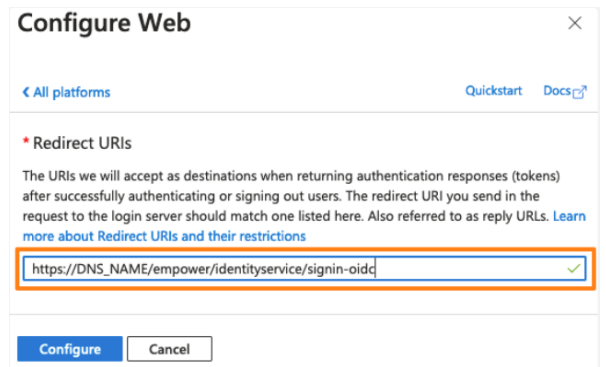 Configure Web
All platforms
Quickstart Docs
* Redirect URIs
The URIs we will accept as destinations when returning authentication responses (tokens)
after successfully authenticating or signing out users. The redirect URI you send in the
request to the login server should match one listed here. Also referred to as reply URLs. Learn
more about Redirect URIs and their restrictions
https://DNS_NAME/empower/identityservice/signin-oidc
Configure Cancel